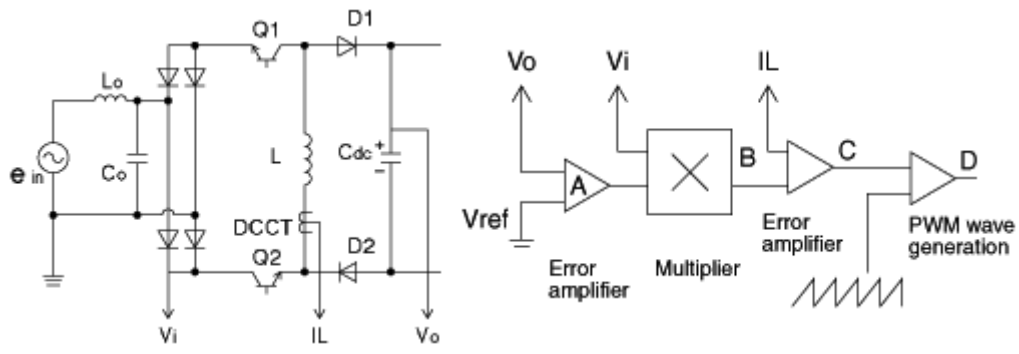 Q1
D1
Lo
Co
e in
L
Cdc
+
−
DCCT
Q2
D2
Vi
IL
Vo
Vo
Vi
IL
A
B
C
D
Vref
Error
amplifier
Multiplier
Error
amplifier
PWM wave
generation